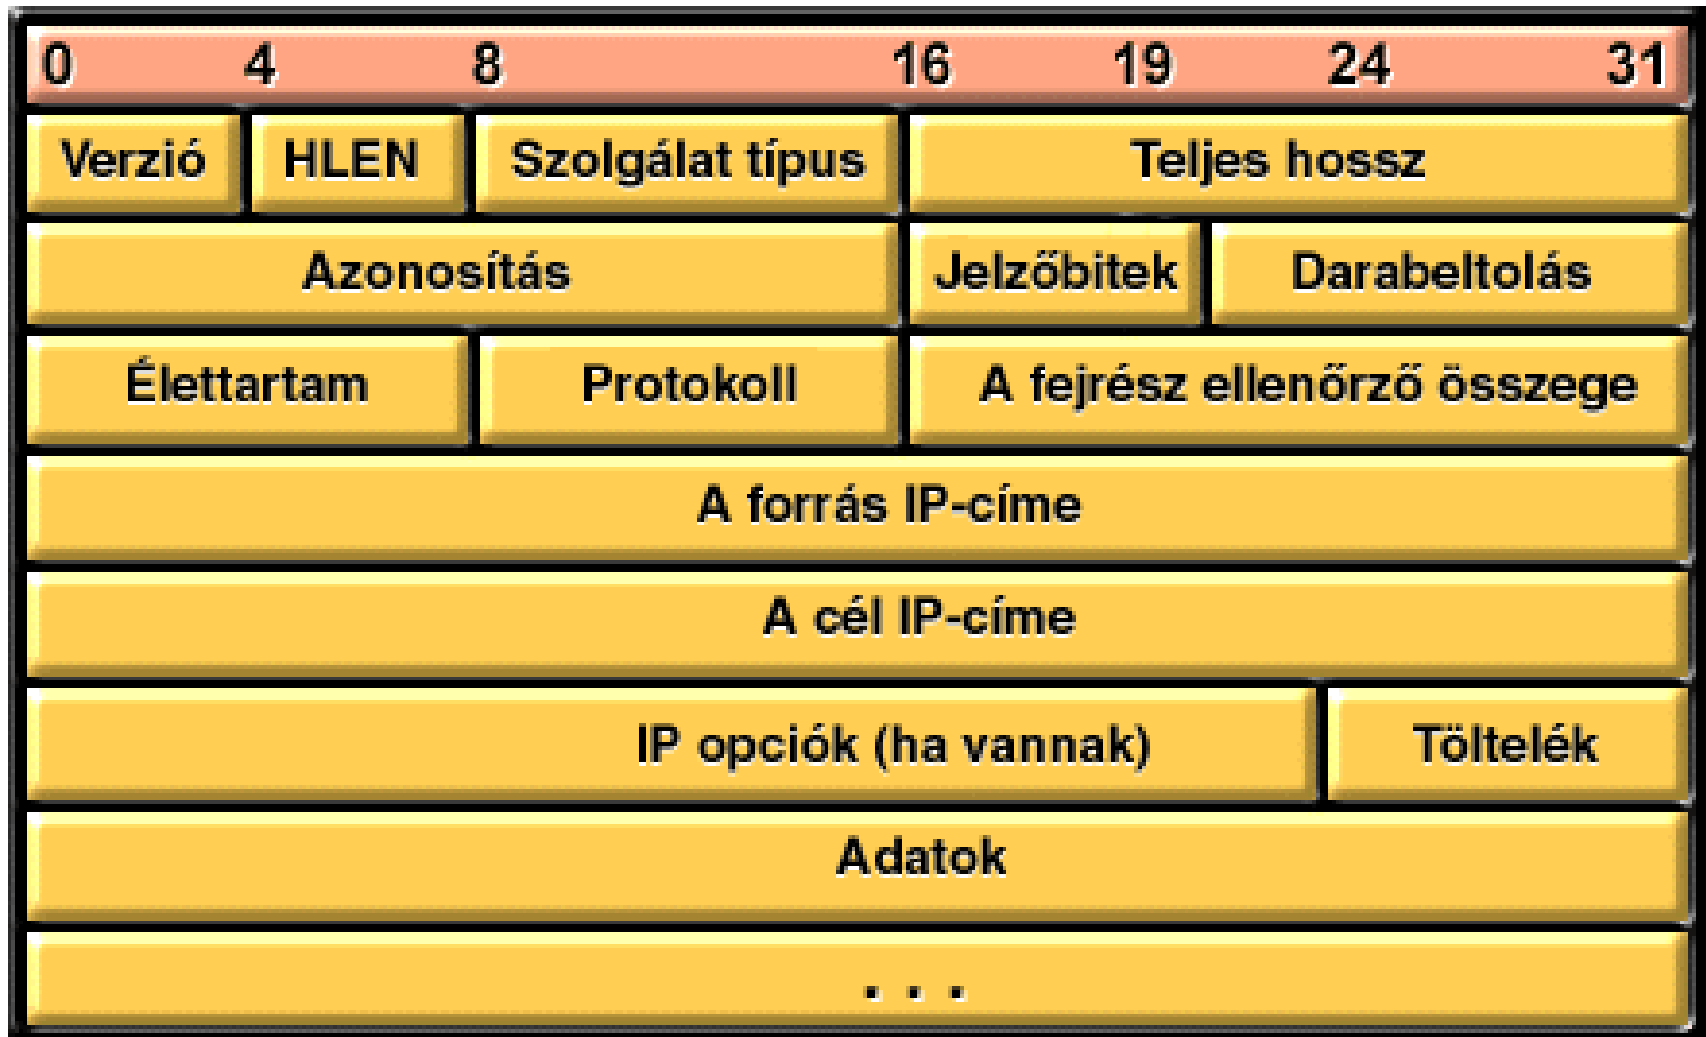 0 4 8 16 19 24 31
Verzió HLEN Szolgálat típus Teljes hossz
Azonosítás Jelzőbitek Darabeltolás
Élettartam Protokoll A fejrész ellenőrző összege
A forrás IP-címe
A cél IP-címe
IP opciók (ha vannak) Töltelék
Adatok
. . .